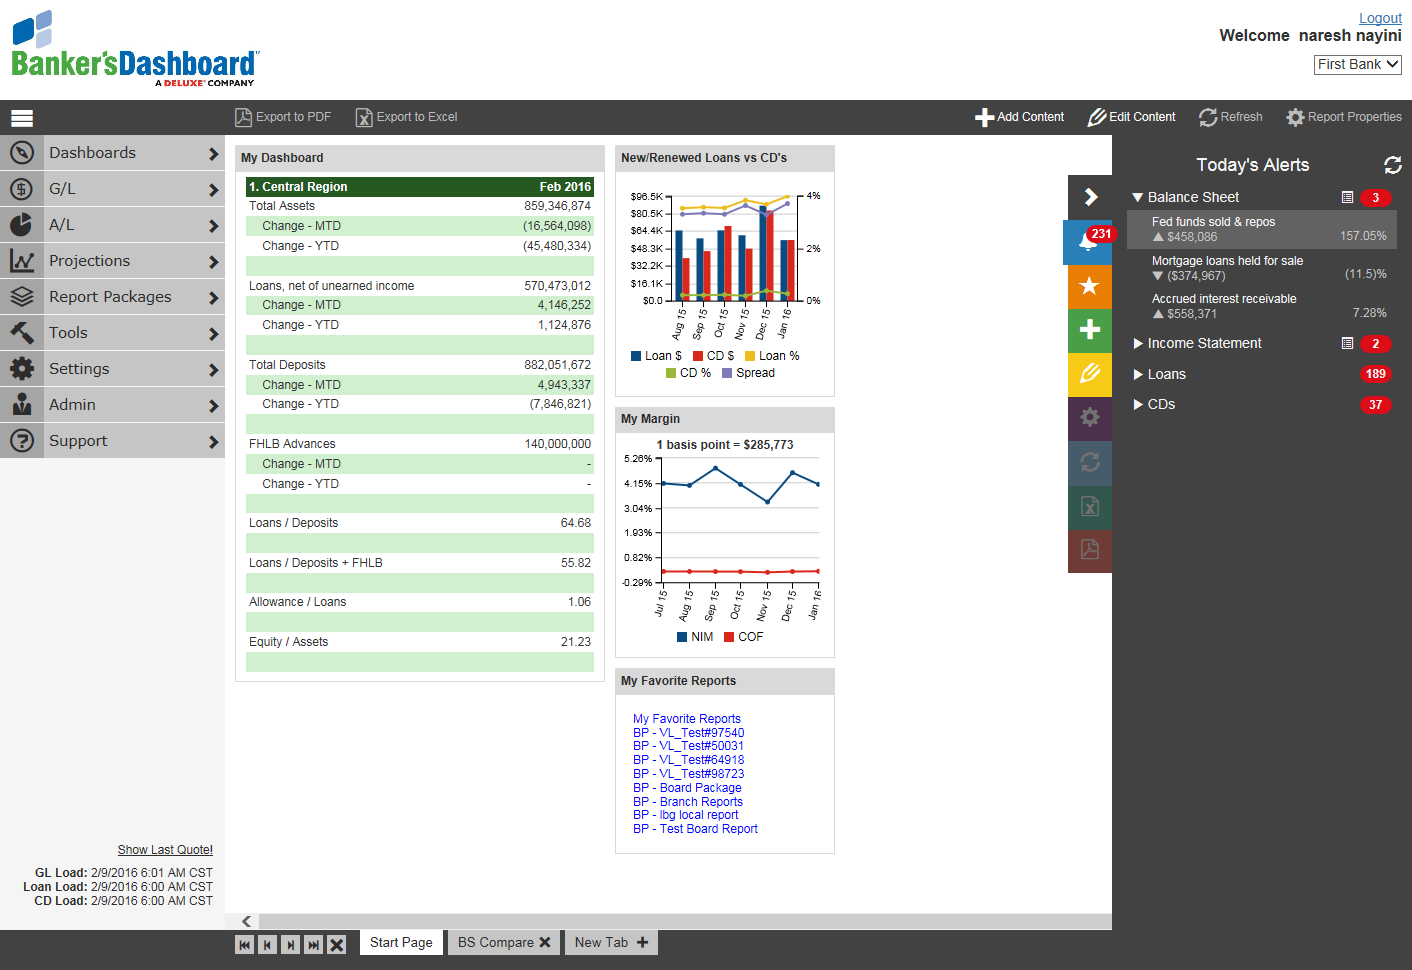 Logout
Banker'sDashboard™
A DELUXE COMPANY
Welcome naresh nayini
First Bank
Export to PDF
Export to Excel
Add Content
Edit Content
Refresh
Report Properties
Dashboards
G/L
A/L
Projections
Report Packages
Tools
Settings
Admin
Support
Show Last Quote!
GL Load: 2/9/2016 6:01 AM CST
Loan Load: 2/9/2016 6:00 AM CST
CD Load: 2/9/2016 6:00 AM CST
My Dashboard
1. Central Region Feb 2016
Total Assets 859,346,874
Change - MTD (16,564,098)
Change - YTD (45,480,334)
Loans, net of unearned income 570,473,012
Change - MTD 4,146,252
Change - YTD 1,124,876
Total Deposits 882,051,672
Change - MTD 4,943,337
Change - YTD (7,846,821)
FHLB Advances 140,000,000
Change - MTD -
Change - YTD -
Loans / Deposits 64.68
Loans / Deposits + FHLB 55.82
Allowance / Loans 1.06
Equity / Assets 21.23
New/Renewed Loans vs CD's
$96.5K 4%
$80.5K
$64.4K
$48.3K 2%
$32.2K
$16.1K
$0.0 0%
Aug 15 Sep 15 Oct 15 Nov 15 Dec 15 Jan 16
Loan $ CD $ Loan %
CD % Spread
My Margin
1 basis point = $285,773
5.26%
4.15%
3.04%
1.93%
0.82%
-0.29%
Jul 15 Aug 15 Sep 15 Oct 15 Nov 15 Dec 15 Jan 16
NIM COF
My Favorite Reports
My Favorite Reports
BP - VL_Test#97540
BP - VL_Test#50031
BP - VL_Test#64918
BP - VL_Test#98723
BP - Board Package
BP - Branch Reports
BP - lbg local report
BP - Test Board Report
231
Today's Alerts
Balance Sheet 3
Fed funds sold & repos
$458,086 157.05%
Mortgage loans held for sale
($374,967) (11.5)%
Accrued interest receivable
$558,371 7.28%
Income Statement 2
Loans 189
CDs 37
Start Page
BS Compare
New Tab